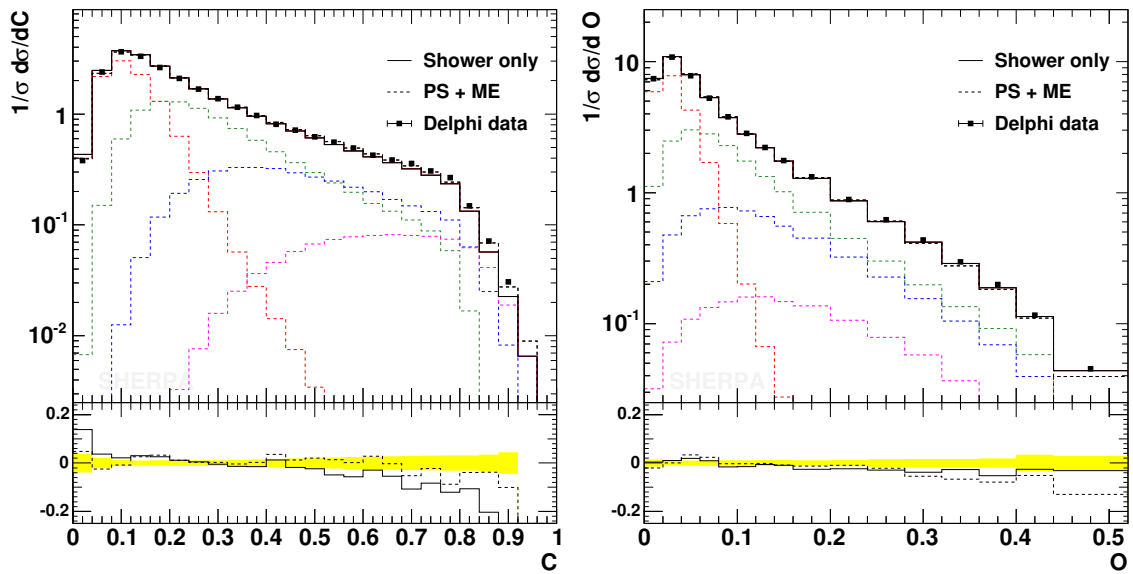 1/σ dσ/dC
1
10⁻¹
10⁻²
Shower only
PS + ME
Delphi data
SHERPA
0.2
0
-0.2
0 0.1 0.2 0.3 0.4 0.5 0.6 0.7 0.8 0.9 1
C
1/σ dσ/d O
10
1
10⁻¹
Shower only
PS + ME
Delphi data
SHERPA
0.2
0
-0.2
0 0.1 0.2 0.3 0.4 0.5
O